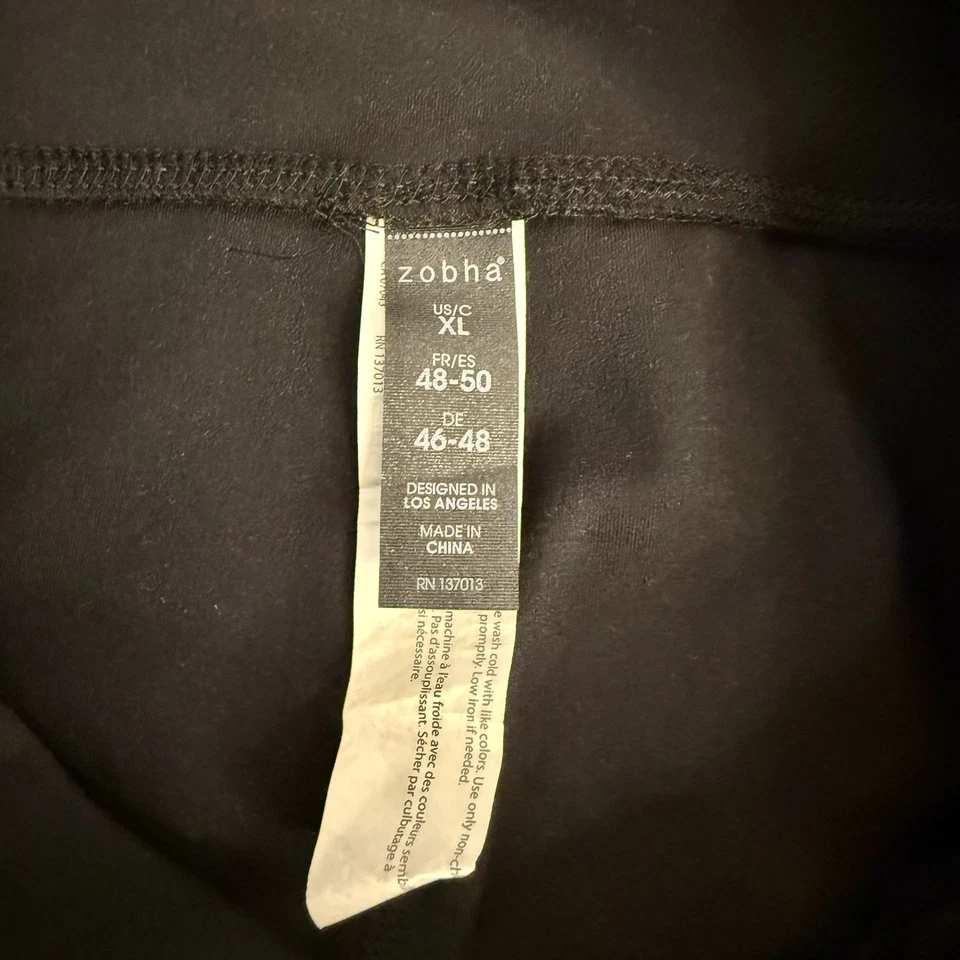 zobha®
US/C
XL
FR/ES
48-50
DE
46-48
DESIGNED IN
LOS ANGELES
MADE IN
CHINA
RN 137013
RN 137013
e wash cold with like colors. Use only non-ch
promptly. Low iron if needed.
machine à l'eau froide avec des couleurs semb
. Pas d'assouplissant. Sécher par culbutage à
si nécessaire.